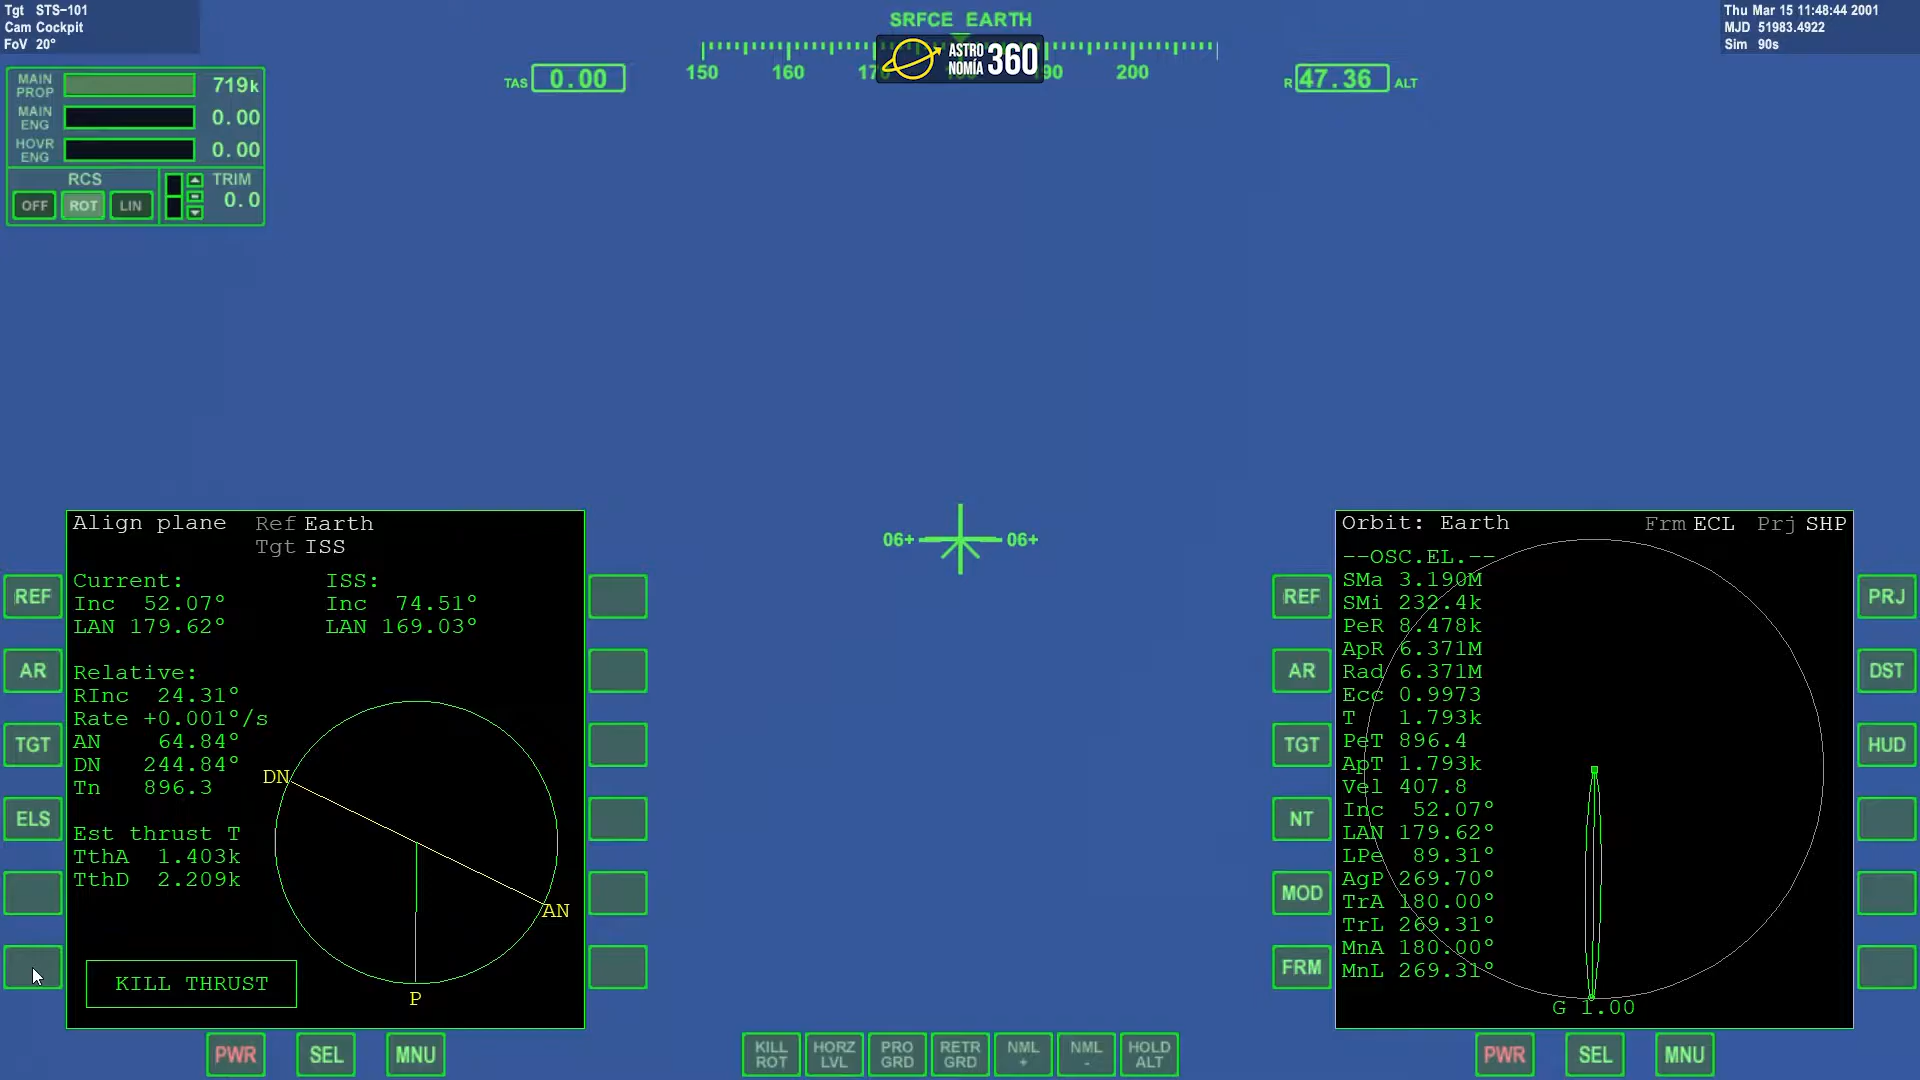 Tgt STS-101
Cam Cockpit
FoV 20°
SRFCE EARTH
150 160 17 90 200
ASTRO NOMÍA 360
TAS 0.00
R 47.36 ALT
Thu Mar 15 11:48:44 2001
MJD 51983.4922
Sim 90s
MAIN PROP 719k
MAIN ENG 0.00
HOVR ENG 0.00
RCS
OFF ROT LIN
TRIM
0.0
06+ 06+
Align plane Ref Earth
Tgt ISS
Current: ISS:
Inc 52.07° Inc 74.51°
LAN 179.62° LAN 169.03°
Relative:
RInc 24.31°
Rate +0.001°/s
AN 64.84°
DN 244.84°
Tn 896.3
Est thrust T
TthA 1.403k
TthD 2.209k
DN
AN
P
KILL THRUST
REF
AR
TGT
ELS
PWR SEL MNU
KILL ROT
HORZ LVL
PRO GRD
RETR GRD
NML +
NML -
HOLD ALT
Orbit: Earth Frm ECL Prj SHP
--OSC.EL.--
SMa 3.190M
SMi 232.4k
PeR 8.478k
ApR 6.371M
Rad 6.371M
Ecc 0.9973
T 1.793k
PeT 896.4
ApT 1.793k
Vel 407.8
Inc 52.07°
LAN 179.62°
LPe 89.31°
AgP 269.70°
TrA 180.00°
TrL 269.31°
MnA 180.00°
MnL 269.31°
G 1.00
REF
AR
TGT
NT
MOD
FRM
PRJ
DST
HUD
PWR SEL MNU